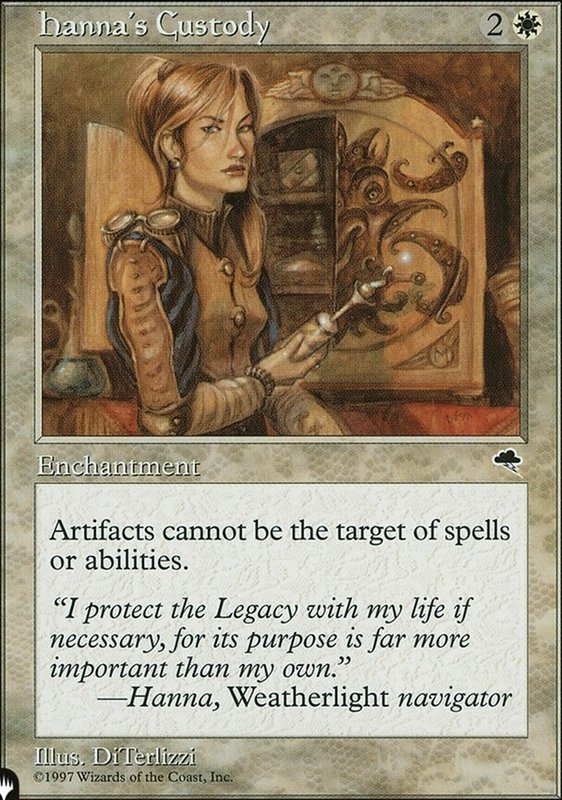 Hanna's Custody 2
Enchantment
Artifacts cannot be the target of spells
or abilities.
"I protect the Legacy with my life if
necessary, for its purpose is far more
important than my own."
—Hanna, Weatherlight navigator
Illus. DiTerlizzi
©1997 Wizards of the Coast, Inc.